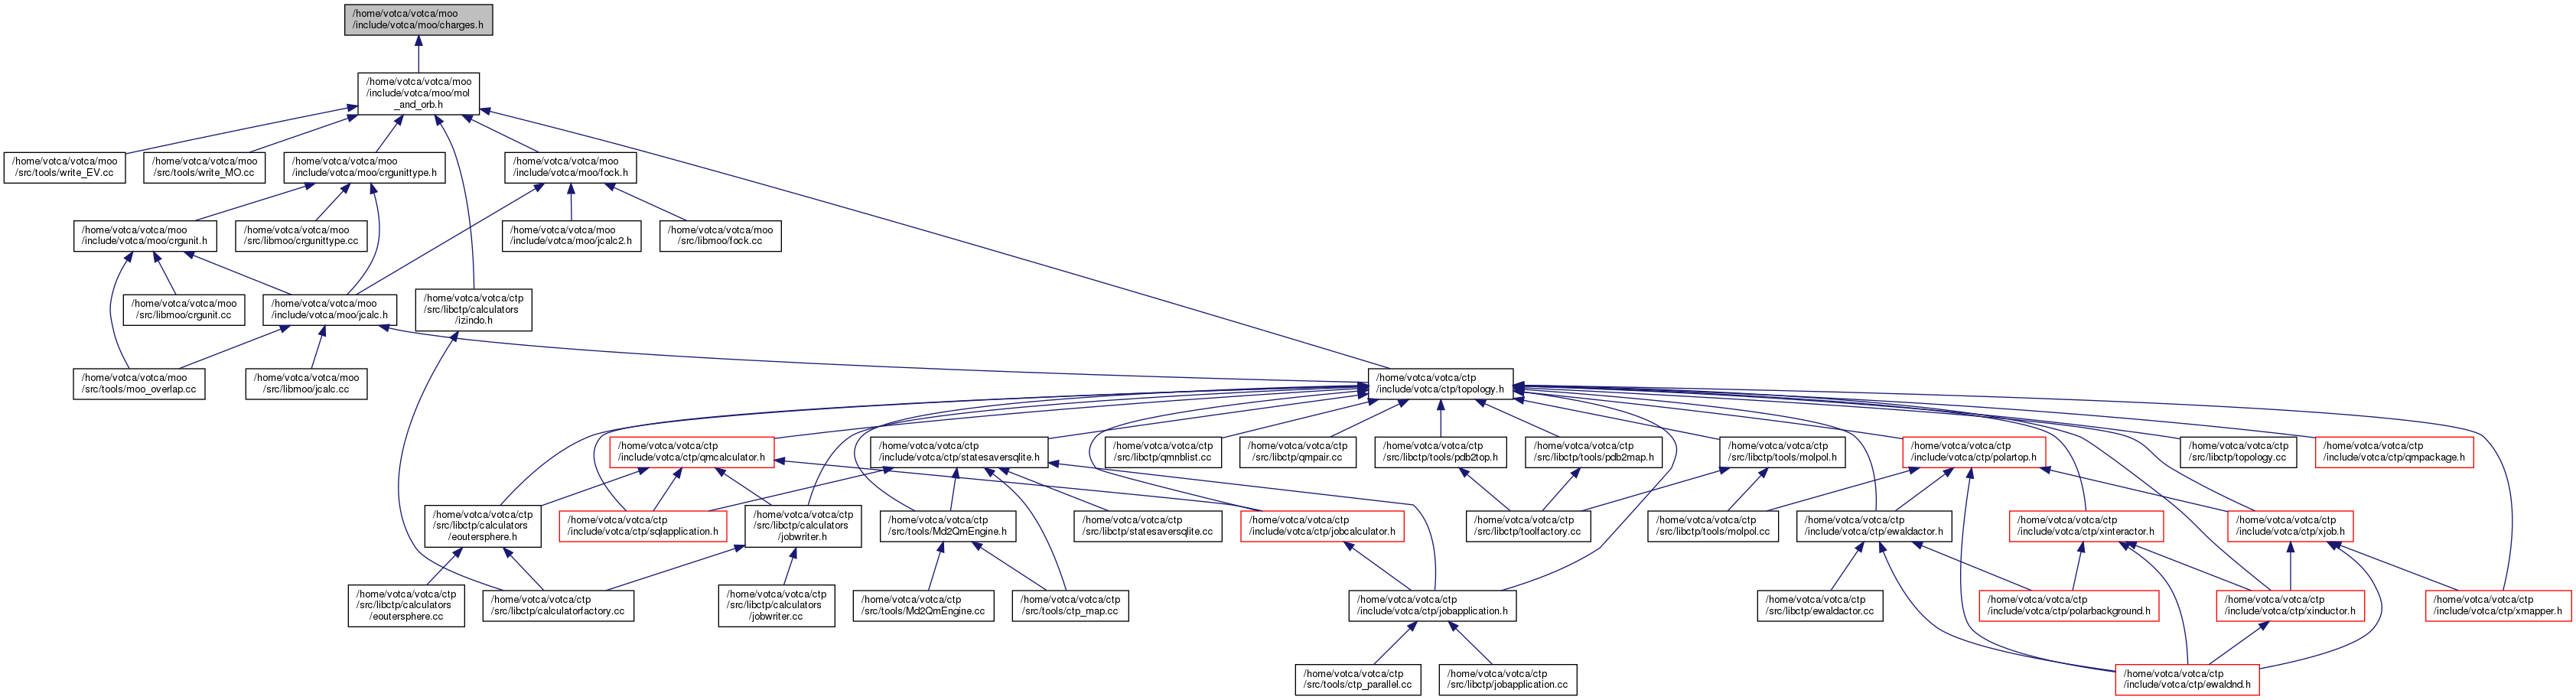 /home/votca/votca/moo
/include/votca/moo/charges.h
/home/votca/votca/moo
/include/votca/moo/mol
_and_orb.h
/home/votca/votca/moo
/src/tools/write_EV.cc
/home/votca/votca/moo
/src/tools/write_MO.cc
/home/votca/votca/moo
/include/votca/moo/crgunittype.h
/home/votca/votca/moo
/include/votca/moo/fock.h
/home/votca/votca/moo
/include/votca/moo/crgunit.h
/home/votca/votca/moo
/src/libmoo/crgunittype.cc
/home/votca/votca/moo
/include/votca/moo/jcalc2.h
/home/votca/votca/moo
/src/libmoo/fock.cc
/home/votca/votca/moo
/src/libmoo/crgunit.cc
/home/votca/votca/moo
/include/votca/moo/jcalc.h
/home/votca/votca/ctp
/src/libctp/calculators
/izindo.h
/home/votca/votca/moo
/src/tools/moo_overlap.cc
/home/votca/votca/moo
/src/libmoo/jcalc.cc
/home/votca/votca/ctp
/include/votca/ctp/topology.h
/home/votca/votca/ctp
/include/votca/ctp/qmcalculator.h
/home/votca/votca/ctp
/include/votca/ctp/statesaversqlite.h
/home/votca/votca/ctp
/src/libctp/qmnblist.cc
/home/votca/votca/ctp
/src/libctp/qmpair.cc
/home/votca/votca/ctp
/src/libctp/tools/pdb2top.h
/home/votca/votca/ctp
/src/libctp/tools/pdb2map.h
/home/votca/votca/ctp
/src/libctp/tools/molpol.h
/home/votca/votca/ctp
/include/votca/ctp/polartop.h
/home/votca/votca/ctp
/src/libctp/topology.cc
/home/votca/votca/ctp
/include/votca/ctp/qmpackage.h
/home/votca/votca/ctp
/src/libctp/calculators
/eoutersphere.h
/home/votca/votca/ctp
/include/votca/ctp/sqlapplication.h
/home/votca/votca/ctp
/src/libctp/calculators
/jobwriter.h
/home/votca/votca/ctp
/src/tools/Md2QmEngine.h
/home/votca/votca/ctp
/src/libctp/statesaversqlite.cc
/home/votca/votca/ctp
/include/votca/ctp/jobcalculator.h
/home/votca/votca/ctp
/src/libctp/toolfactory.cc
/home/votca/votca/ctp
/src/libctp/tools/molpol.cc
/home/votca/votca/ctp
/include/votca/ctp/ewaldactor.h
/home/votca/votca/ctp
/include/votca/ctp/xinteractor.h
/home/votca/votca/ctp
/include/votca/ctp/xjob.h
/home/votca/votca/ctp
/src/libctp/calculators
/eoutersphere.cc
/home/votca/votca/ctp
/src/libctp/calculatorfactory.cc
/home/votca/votca/ctp
/src/libctp/calculators
/jobwriter.cc
/home/votca/votca/ctp
/src/tools/Md2QmEngine.cc
/home/votca/votca/ctp
/src/tools/ctp_map.cc
/home/votca/votca/ctp
/include/votca/ctp/jobapplication.h
/home/votca/votca/ctp
/src/libctp/ewaldactor.cc
/home/votca/votca/ctp
/include/votca/ctp/polarbackground.h
/home/votca/votca/ctp
/include/votca/ctp/xinductor.h
/home/votca/votca/ctp
/include/votca/ctp/xmapper.h
/home/votca/votca/ctp
/src/tools/ctp_parallel.cc
/home/votca/votca/ctp
/src/libctp/jobapplication.cc
/home/votca/votca/ctp
/include/votca/ctp/ewaldnd.h